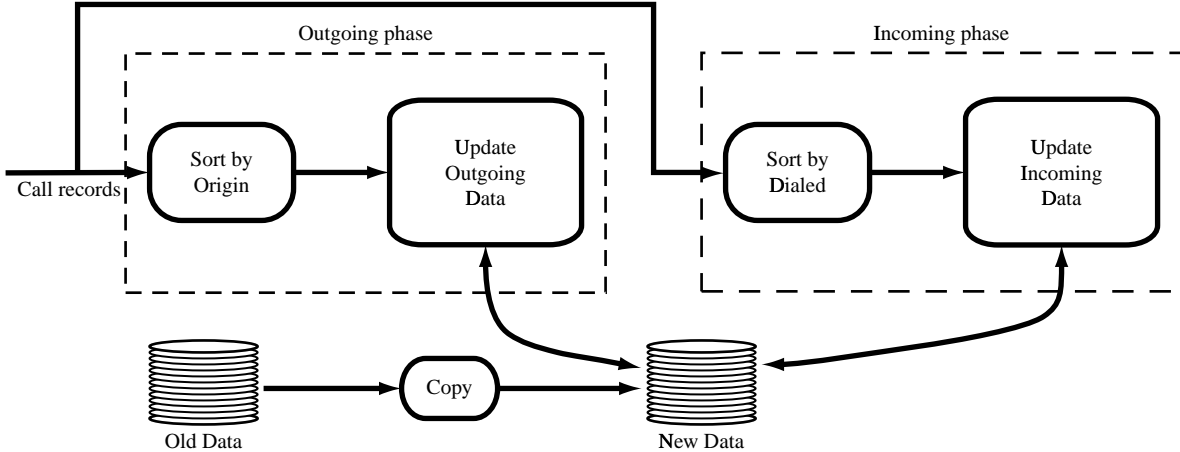 Outgoing phase
Incoming phase
Call records
Sort by
Origin
Update
Outgoing
Data
Sort by
Dialed
Update
Incoming
Data
Old Data
Copy
New Data